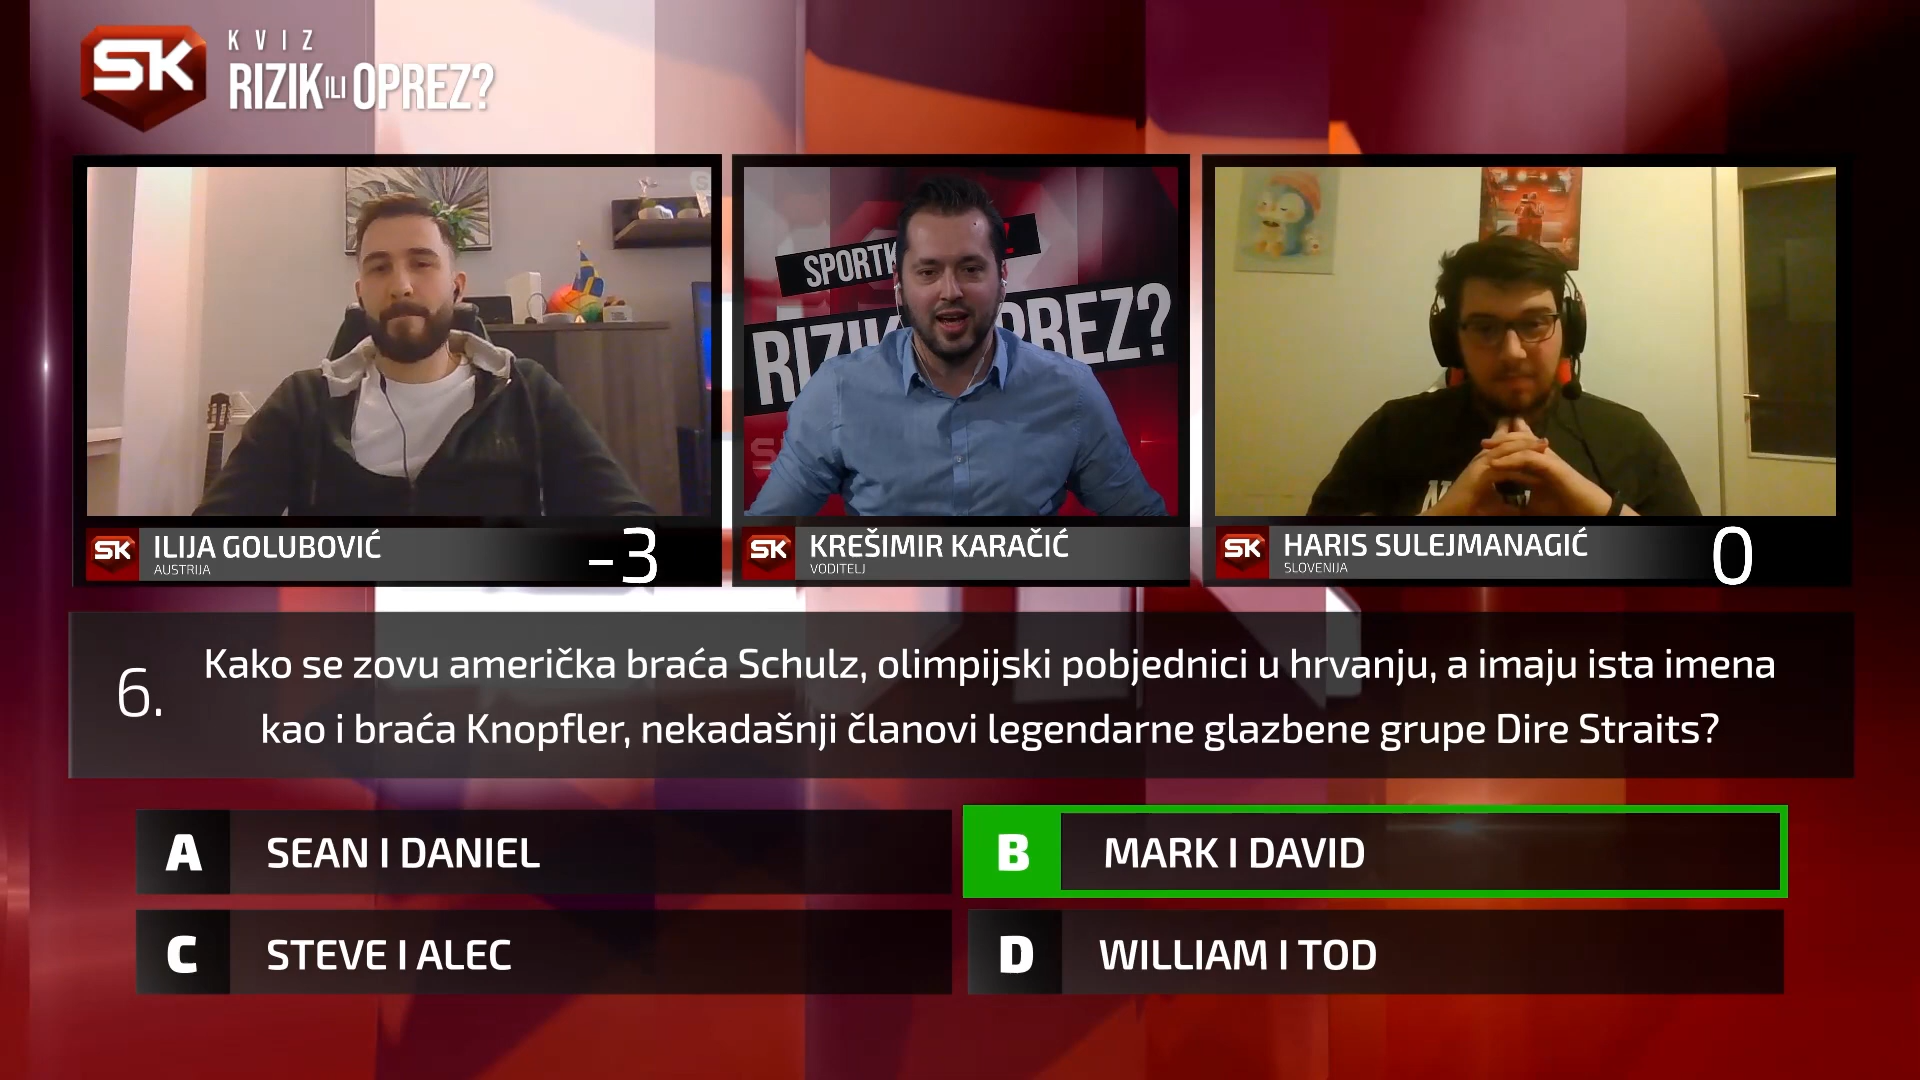 SK
KVIZ
RIZIK ILI OPREZ?
SPORTK
RIZIK
OPREZ?
SK ILIJA GOLUBOVIĆ -3
AUSTRIJA
SK KREŠIMIR KARAČIĆ
VODITELJ
SK HARIS SULEJMANAGIĆ 0
SLOVENIJA
6. Kako se zovu američka braća Schulz, olimpijski pobjednici u hrvanju, a imaju ista imena
kao i braća Knopfler, nekadašnji članovi legendarne glazbene grupe Dire Straits?
A SEAN I DANIEL
B MARK I DAVID
C STEVE I ALEC
D WILLIAM I TOD